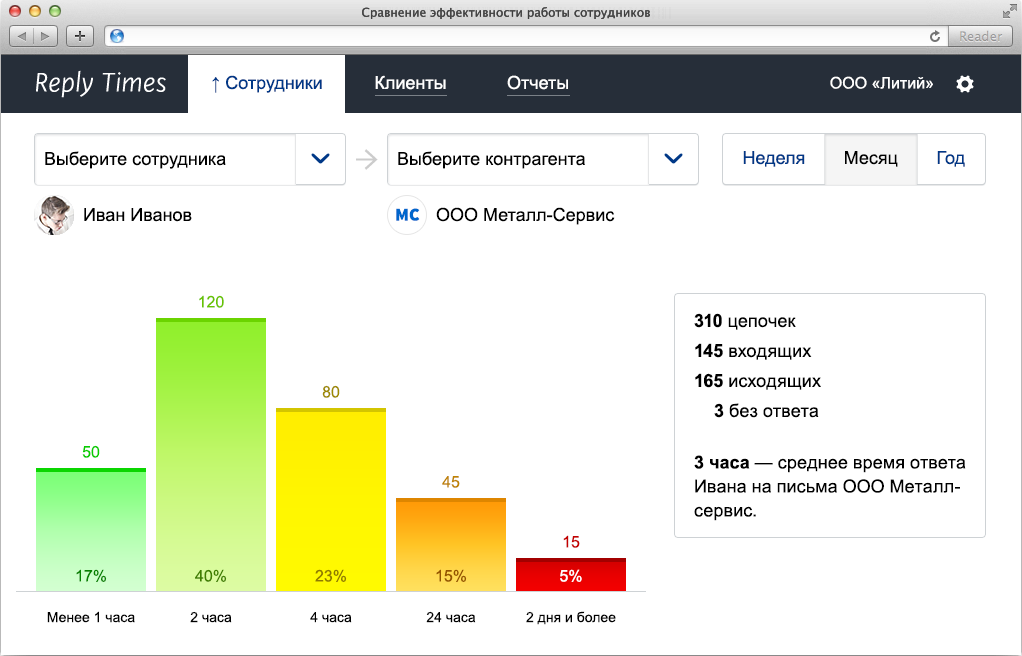 Сравнение эффективности работы сотрудников
Reader
Reply Times
↑ Сотрудники
Клиенты
Отчеты
ООО «Литий»
Выберите сотрудника
Выберите контрагента
Неделя
Месяц
Год
Иван Иванов
МС
ООО Металл-Сервис
50
120
80
45
15
17%
40%
23%
15%
5%
Менее 1 часа
2 часа
4 часа
24 часа
2 дня и более
310 цепочек
145 входящих
165 исходящих
3 без ответа
3 часа — среднее время ответа
Ивана на письма ООО Металл-
сервис.